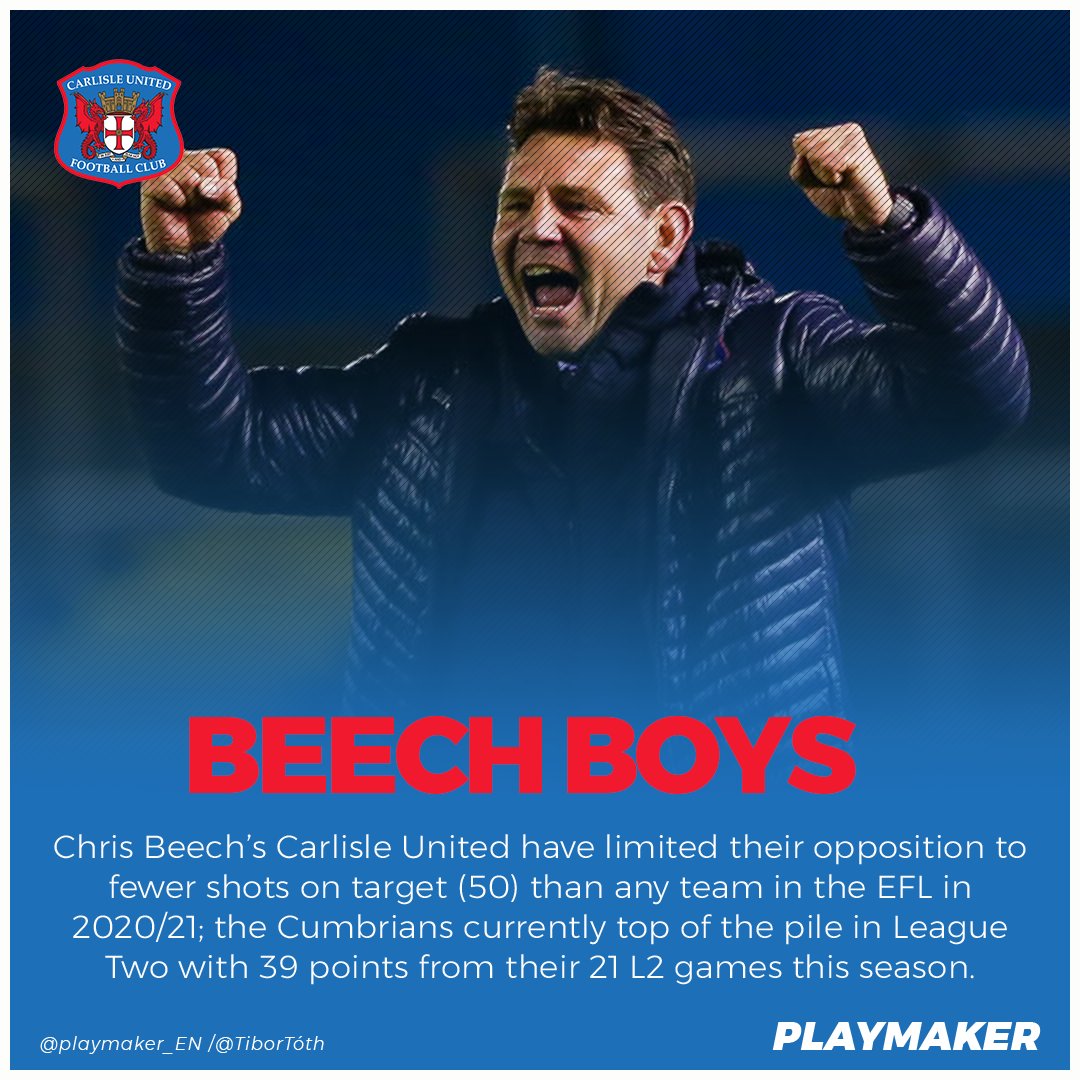 CARLISLE UNITED
FOOTBALL CLUB
BEECH BOYS
Chris Beech’s Carlisle United have limited their opposition to
fewer shots on target (50) than any team in the EFL in
2020/21; the Cumbrians currently top of the pile in League
Two with 39 points from their 21 L2 games this season.
@playmaker_EN /@TiborTóth
PLAYMAKER